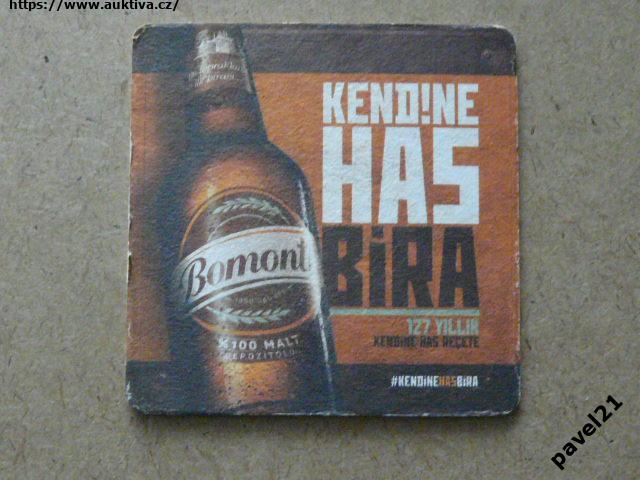 https://www.auktiva.cz/
KEND!NE
HAS
BiRA
127 YILLIK
KENDiNE HAS REÇETE
#KENDiNEHASBiRA
Bomonti
%100 MALT
pavel21